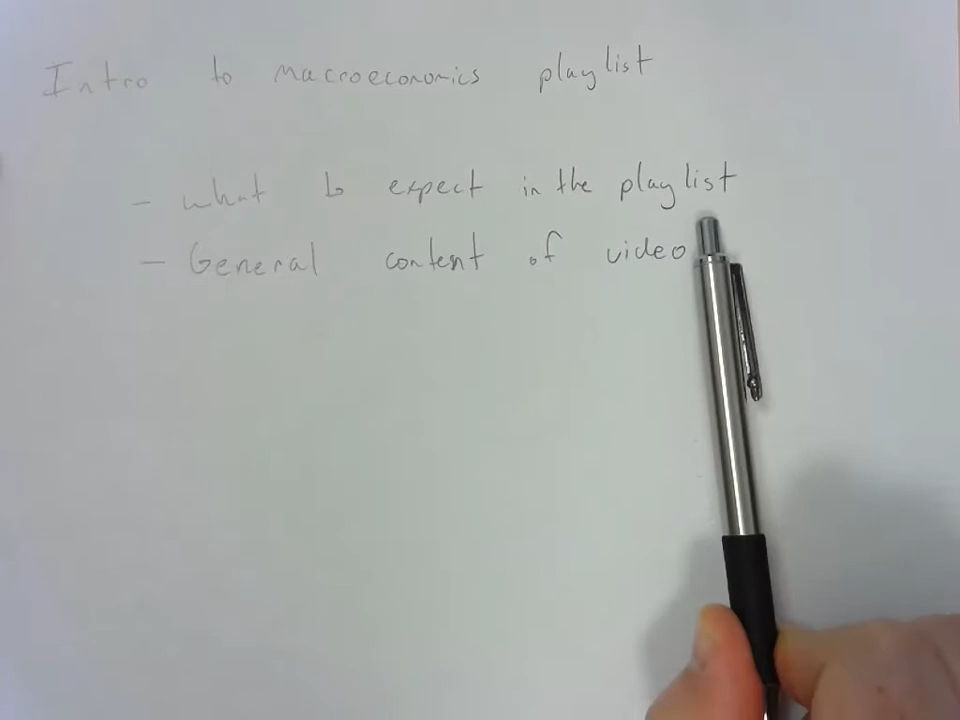 Intro to macroeconomics playlist
- what to expect in the playlist
- General content of video